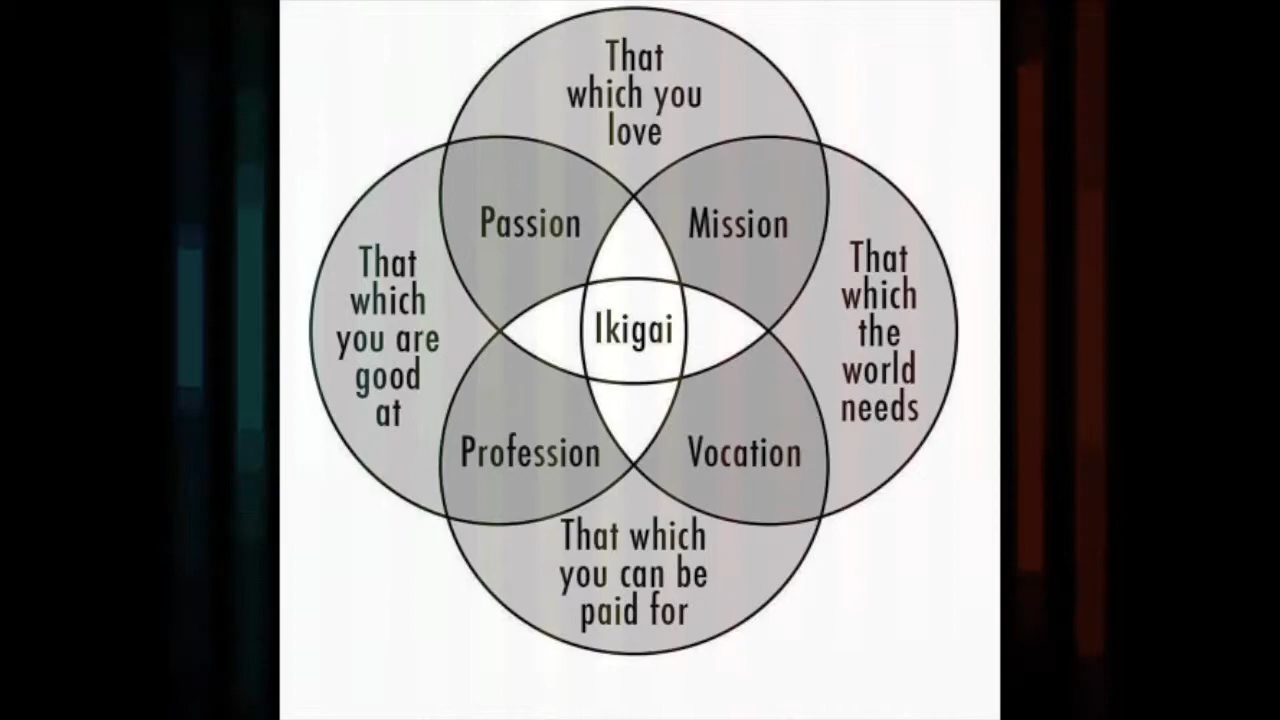 That
which you
love
Passion
Mission
That
which
you are
good
at
Ikigai
That
which
the
world
needs
Profession
Vocation
That which
you can be
paid for